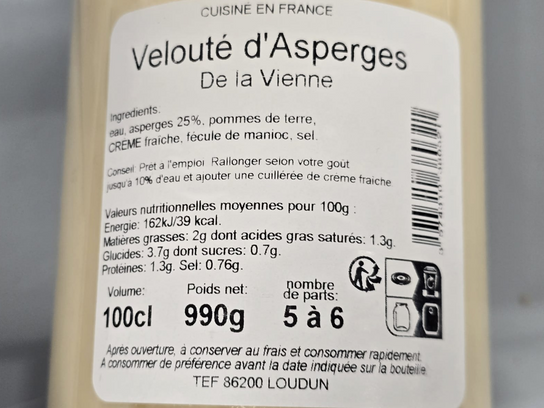 CUISINÉ EN FRANCE
Velouté d'Asperges
De la Vienne
Ingredients.
eau, asperges 25%, pommes de terre,
CREME fraiche, fécule de manioc, sel.
Conseil: Prêt à l'emploi Rallonger selon votre goût
jusqu'à 10% d'eau et ajouter une cuillérée de crème fraiche
Valeurs nutritionnelles moyennes pour 100g :
Energie: 162kJ/39 kcal.
Matières grasses: 2g dont acides gras saturés: 1.3g.
Glucides: 3.7g dont sucres: 0.7g.
Protéines: 1.3g. Sel: 0.76g.
Volume: Poids net: nombre
de parts:
100cl 990g 5 à 6
Après ouverture, à conserver au frais et consommer rapidement
A consommer de préférence avant la date indiquée sur la bouteille.
TEF 86200 LOUDUN